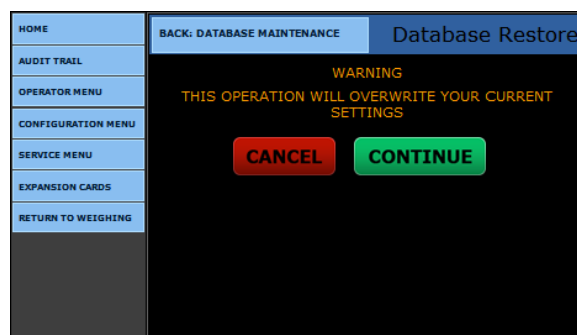 HOME
AUDIT TRAIL
OPERATOR MENU
CONFIGURATION MENU
SERVICE MENU
EXPANSION CARDS
RETURN TO WEIGHING
BACK: DATABASE MAINTENANCE
Database Restore
WARNING
THIS OPERATION WILL OVERWRITE YOUR CURRENT
SETTINGS
CANCEL
CONTINUE